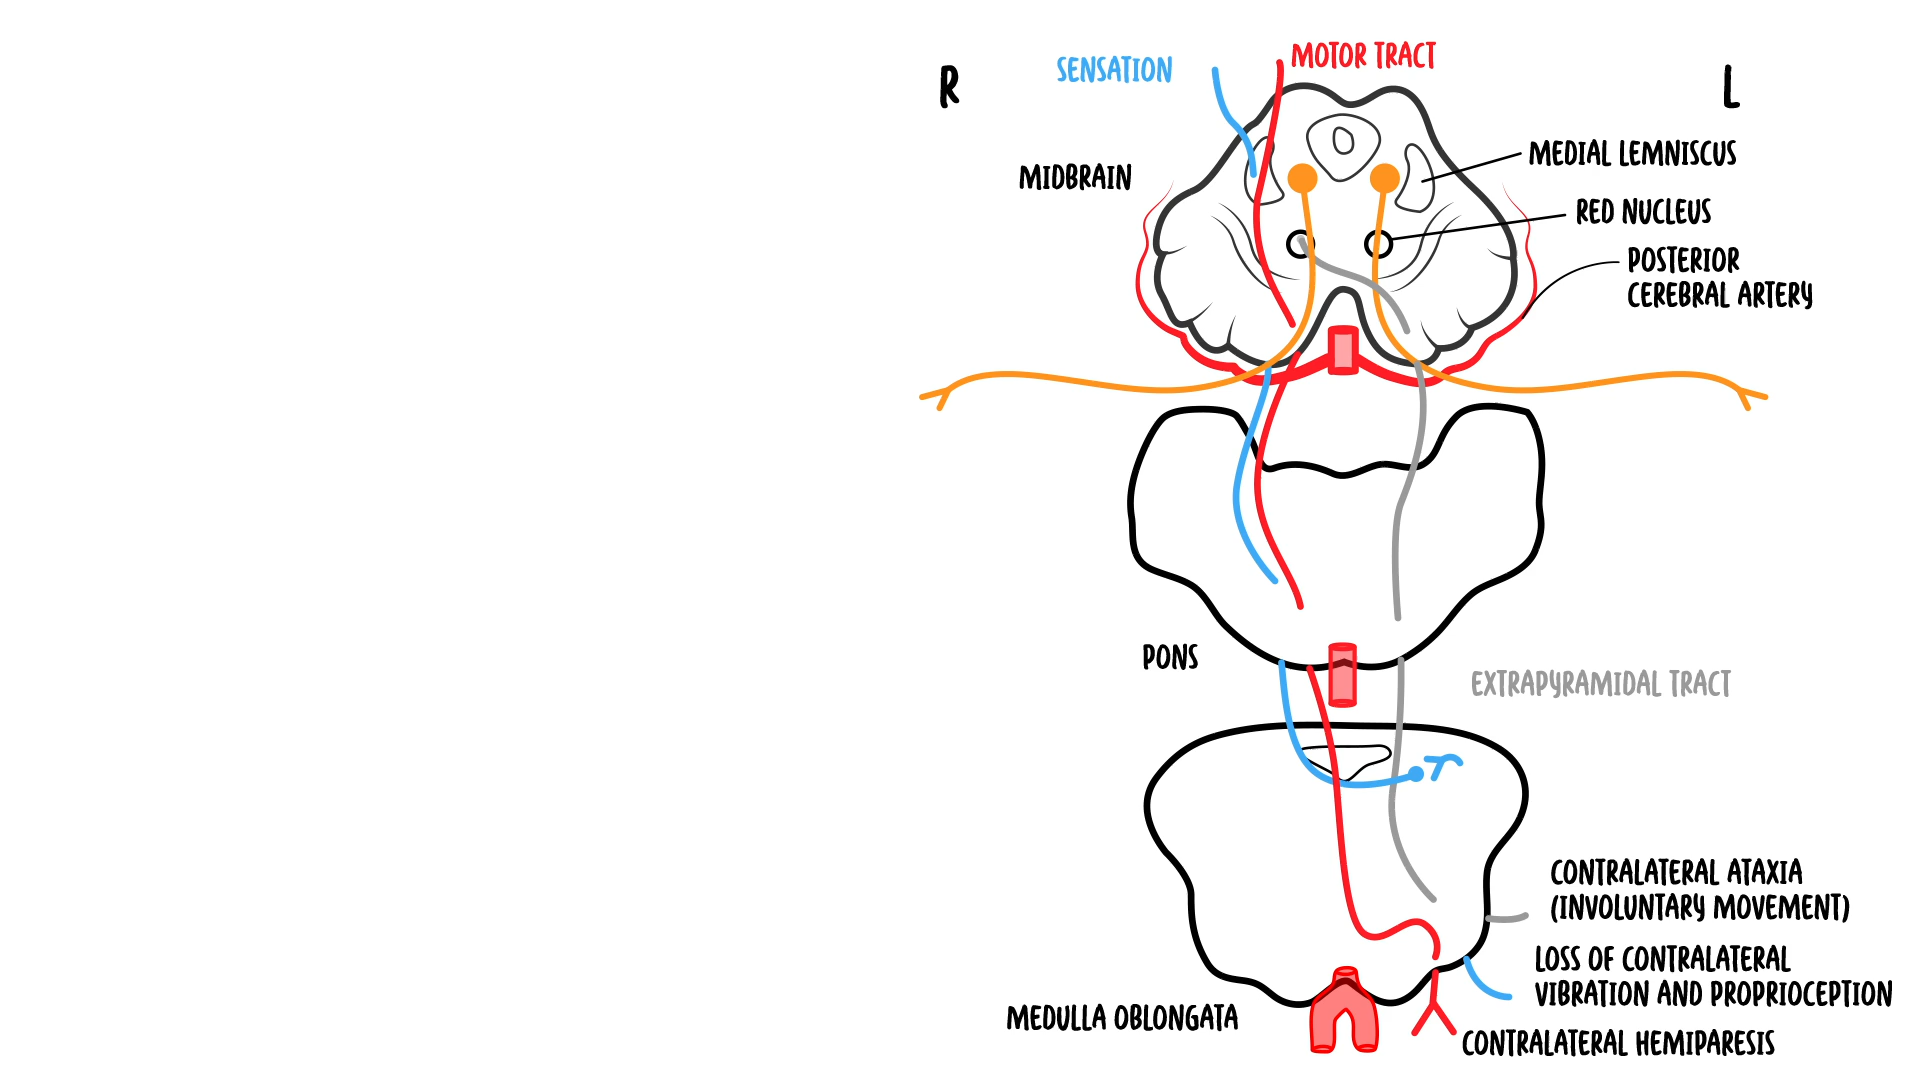 SENSATION
MOTOR TRACT
R
L
MEDIAL LEMNISCUS
MIDBRAIN
RED NUCLEUS
POSTERIOR
CEREBRAL ARTERY
PONS
EXTRAPYRAMIDAL TRACT
CONTRALATERAL ATAXIA
(INVOLUNTARY MOVEMENT)
LOSS OF CONTRALATERAL
VIBRATION AND PROPRIOCEPTION
MEDULLA OBLONGATA
CONTRALATERAL HEMIPARESIS